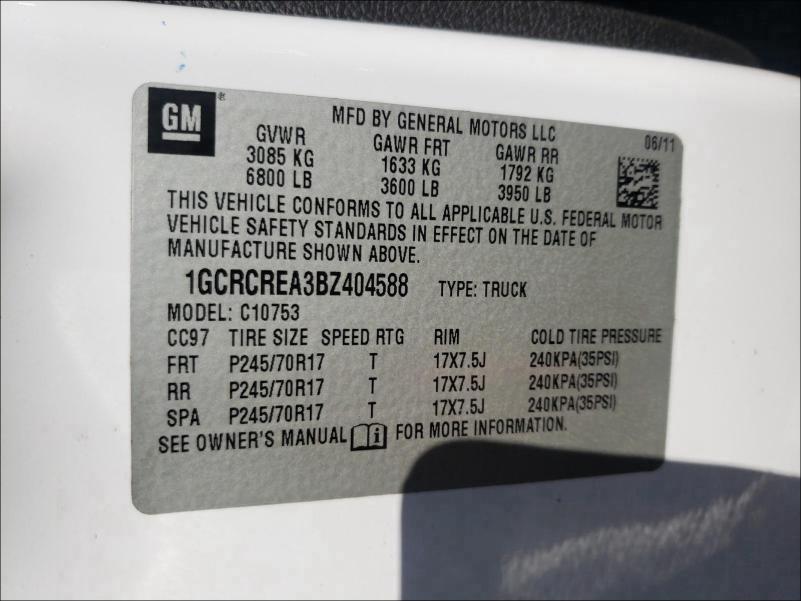 GM
MFD BY GENERAL MOTORS LLC
06/11
GVWR GAWR FRT GAWR RR
3085 KG 1633 KG 1792 KG
6800 LB 3600 LB 3950 LB
THIS VEHICLE CONFORMS TO ALL APPLICABLE U.S. FEDERAL MOTOR
VEHICLE SAFETY STANDARDS IN EFFECT ON THE DATE OF
MANUFACTURE SHOWN ABOVE.
1GCRCREA3BZ404588 TYPE: TRUCK
MODEL: C10753
CC97 TIRE SIZE SPEED RTG RIM COLD TIRE PRESSURE
FRT P245/70R17 T 17X7.5J 240KPA(35PSI)
RR P245/70R17 T 17X7.5J 240KPA(35PSI)
SPA P245/70R17 T 17X7.5J 240KPA(35PSI)
SEE OWNER'S MANUAL FOR MORE INFORMATION.